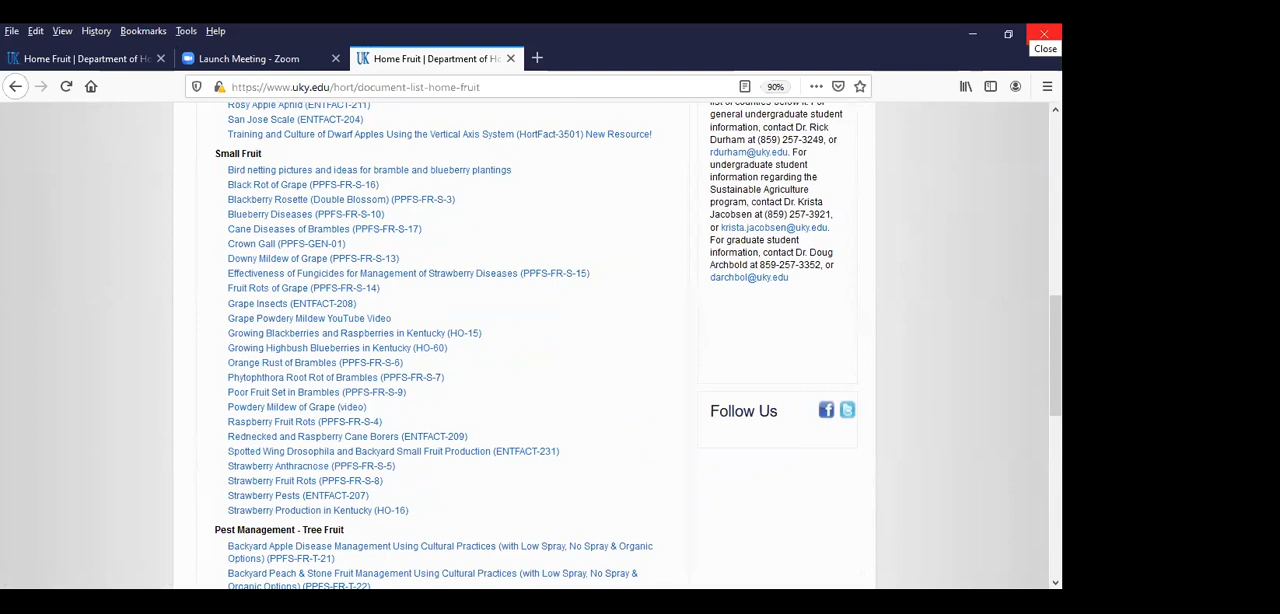 File Edit View History Bookmarks Tools Help
Close
UK Home Fruit | Department of Ho
Launch Meeting - Zoom
UK Home Fruit | Department of Ho
https://www.uky.edu/hort/document-list-home-fruit
90%
Rosy Apple Aphid (ENTFACT-211)
San Jose Scale (ENTFACT-204)
Training and Culture of Dwarf Apples Using the Vertical Axis System (HortFact-3501) New Resource!
Small Fruit
Bird netting pictures and ideas for bramble and blueberry plantings
Black Rot of Grape (PPFS-FR-S-16)
Blackberry Rosette (Double Blossom) (PPFS-FR-S-3)
Blueberry Diseases (PPFS-FR-S-10)
Cane Diseases of Brambles (PPFS-FR-S-17)
Crown Gall (PPFS-GEN-01)
Downy Mildew of Grape (PPFS-FR-S-13)
Effectiveness of Fungicides for Management of Strawberry Diseases (PPFS-FR-S-15)
Fruit Rots of Grape (PPFS-FR-S-14)
Grape Insects (ENTFACT-208)
Grape Powdery Mildew YouTube Video
Growing Blackberries and Raspberries in Kentucky (HO-15)
Growing Highbush Blueberries in Kentucky (HO-60)
Orange Rust of Brambles (PPFS-FR-S-6)
Phytophthora Root Rot of Brambles (PPFS-FR-S-7)
Poor Fruit Set in Brambles (PPFS-FR-S-9)
Powdery Mildew of Grape (video)
Raspberry Fruit Rots (PPFS-FR-S-4)
Rednecked and Raspberry Cane Borers (ENTFACT-209)
Spotted Wing Drosophila and Backyard Small Fruit Production (ENTFACT-231)
Strawberry Anthracnose (PPFS-FR-S-5)
Strawberry Fruit Rots (PPFS-FR-S-8)
Strawberry Pests (ENTFACT-207)
Strawberry Production in Kentucky (HO-16)
Pest Management - Tree Fruit
Backyard Apple Disease Management Using Cultural Practices (with Low Spray, No Spray & Organic
Options) (PPFS-FR-T-21)
Backyard Peach & Stone Fruit Management Using Cultural Practices (with Low Spray, No Spray &
Organic Options) (PPFS-FR-T-22)
list of counties below it. For
general undergraduate student
information, contact Dr. Rick
Durham at (859) 257-3249, or
rdurham@uky.edu. For
undergraduate student
information regarding the
Sustainable Agriculture
program, contact Dr. Krista
Jacobsen at (859) 257-3921,
or krista.jacobsen@uky.edu.
For graduate student
information, contact Dr. Doug
Archbold at 859-257-3352, or
darchbol@uky.edu
Follow Us